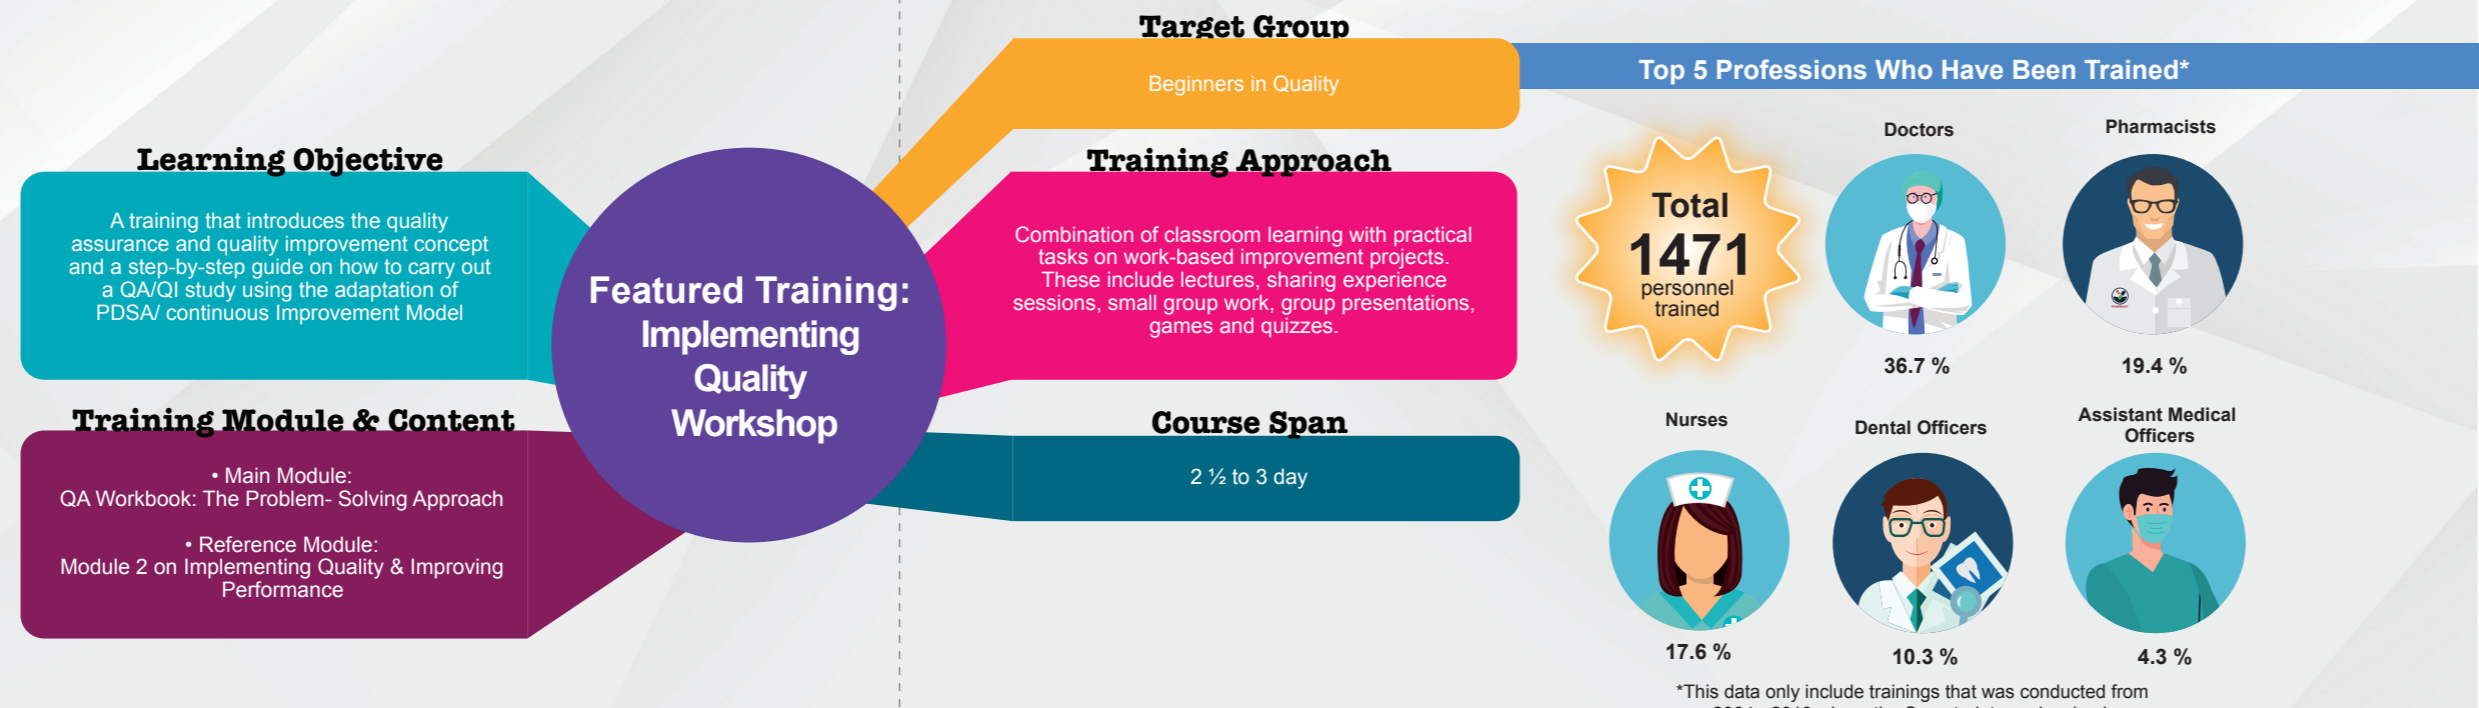 Learning Objective
A training that introduces the quality
assurance and quality improvement concept
and a step-by-step guide on how to carry out
a QA/QI study using the adaptation of
PDSA/ continuous Improvement Model
Training Module & Content
• Main Module:
QA Workbook: The Problem- Solving Approach
• Reference Module:
Module 2 on Implementing Quality & Improving
Performance
Featured Training:
Implementing
Quality
Workshop
Target Group
Beginners in Quality
Training Approach
Combination of classroom learning with practical
tasks on work-based improvement projects.
These include lectures, sharing experience
sessions, small group work, group presentations,
games and quizzes.
Course Span
2 ½ to 3 day
Top 5 Professions Who Have Been Trained*
Total
1471
personnel
trained
Doctors
36.7 %
Pharmacists
19.4 %
Nurses
17.6 %
Dental Officers
10.3 %
Assistant Medical
Officers
4.3 %
*This data only include trainings that was conducted from